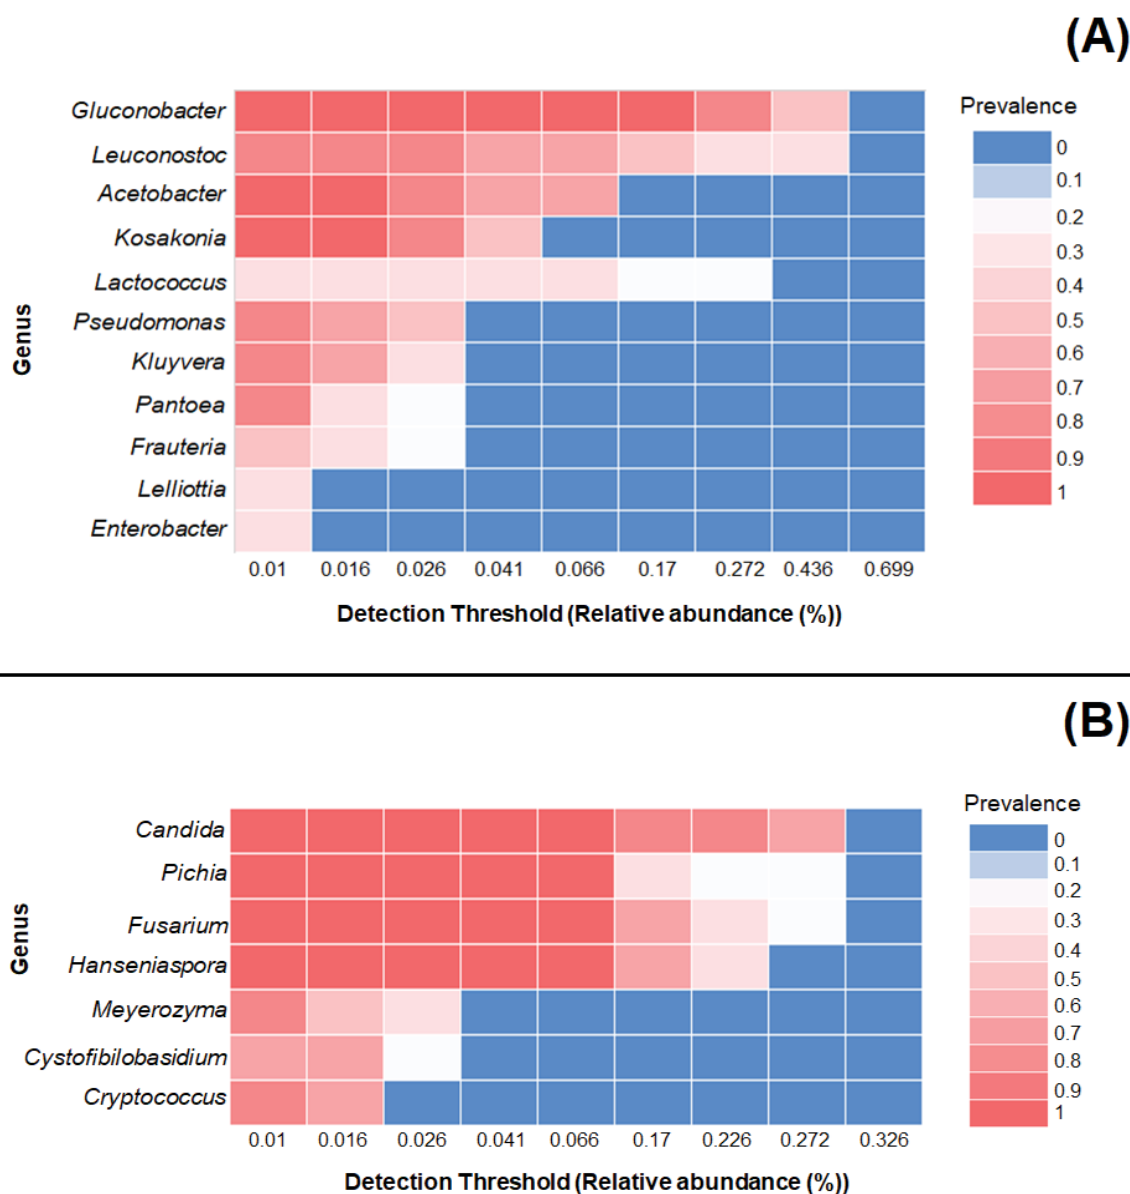 (A)
Gluconobacter
Leuconostoc
Acetobacter
Kosakonia
Lactococcus
Pseudomonas
Kluyvera
Pantoea
Frauteria
Lelliottia
Enterobacter
Genus
0.01 0.016 0.026 0.041 0.066 0.17 0.272 0.436 0.699
Detection Threshold (Relative abundance (%))
Prevalence
0
0.1
0.2
0.3
0.4
0.5
0.6
0.7
0.8
0.9
1
(B)
Candida
Pichia
Fusarium
Hanseniaspora
Meyerozyma
Cystofibilobasidium
Cryptococcus
Genus
0.01 0.016 0.026 0.041 0.066 0.17 0.226 0.272 0.326
Detection Threshold (Relative abundance (%))
Prevalence
0
0.1
0.2
0.3
0.4
0.5
0.6
0.7
0.8
0.9
1